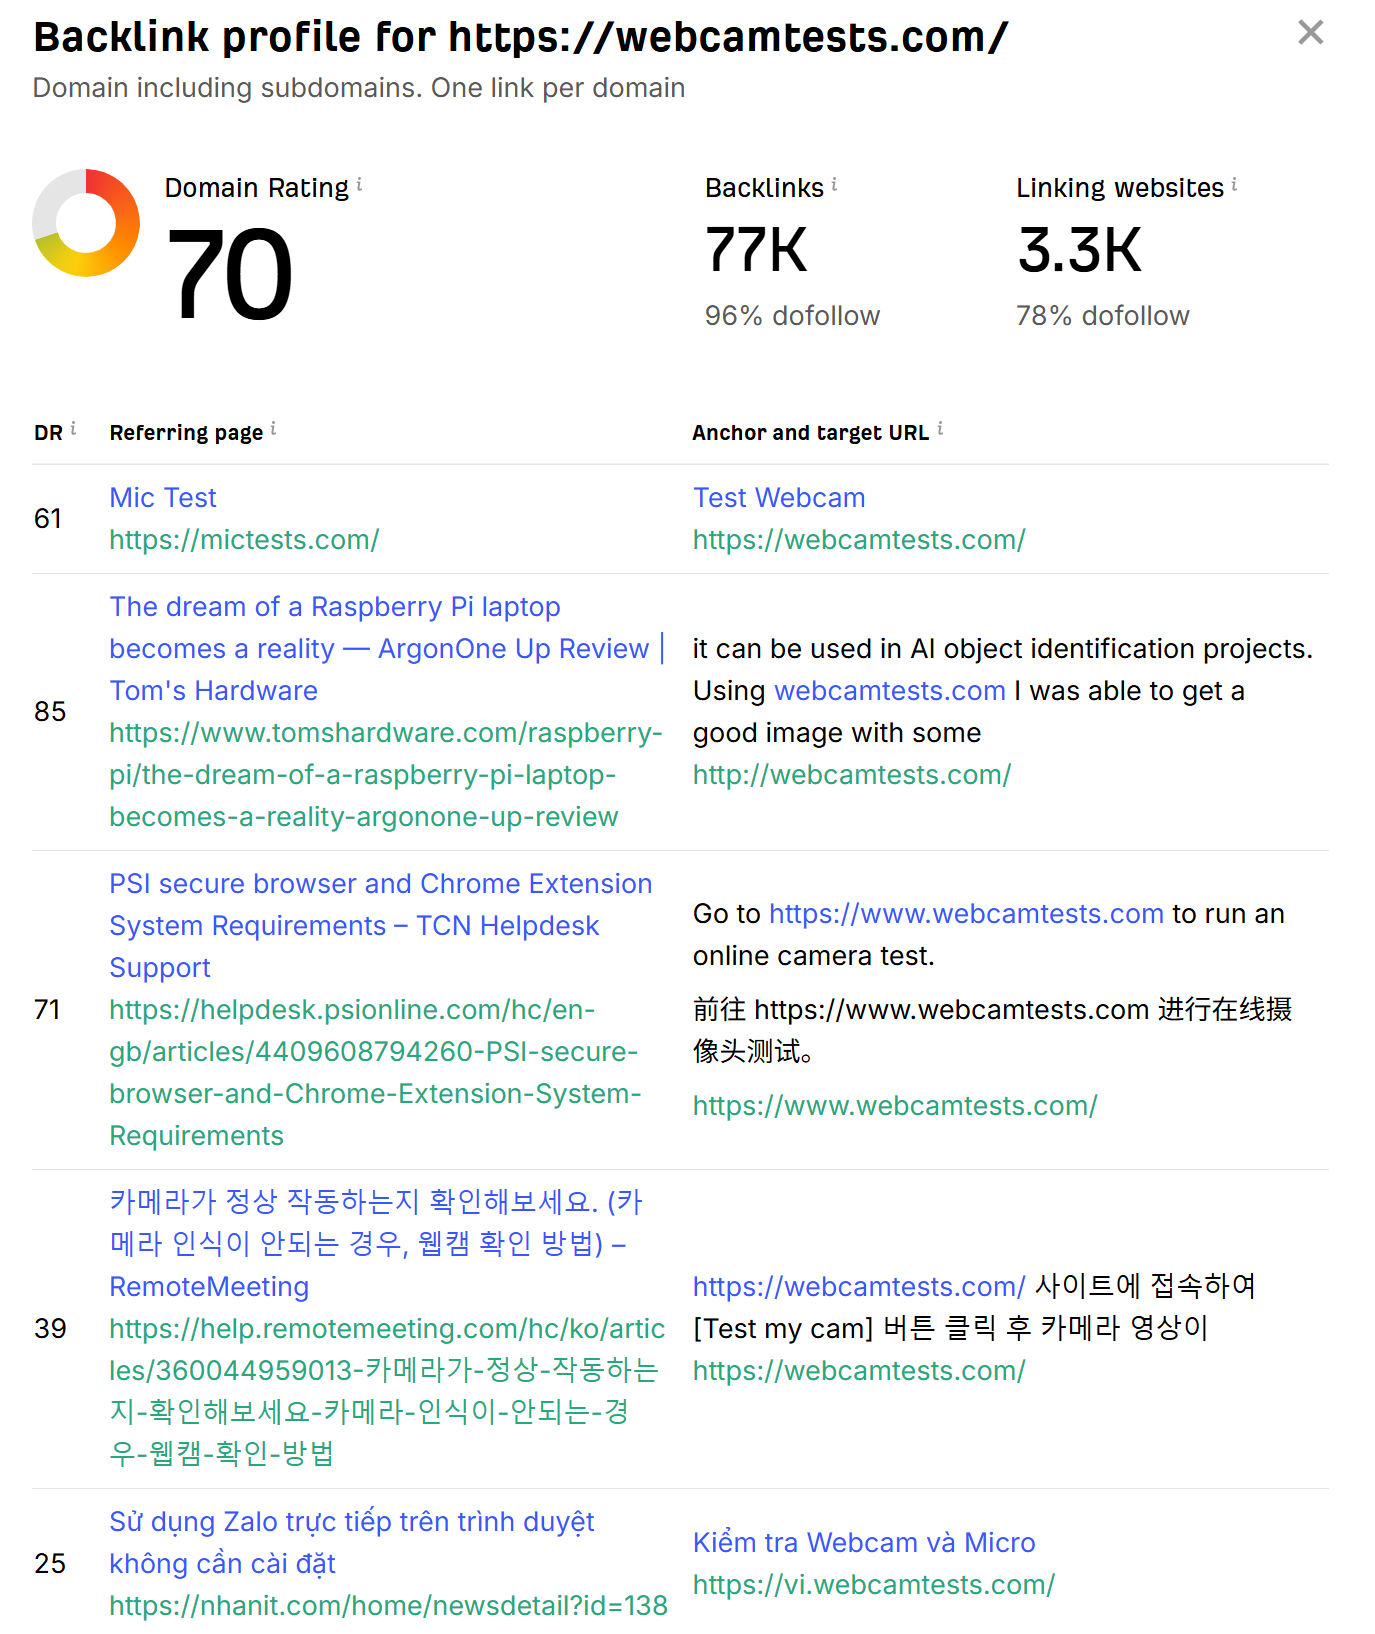 Backlink profile for https://webcamtests.com/
Domain including subdomains. One link per domain
Domain Rating i
70
Backlinks i
77K
96% dofollow
Linking websites i
3.3K
78% dofollow
DR i
Referring page i
Anchor and target URL i
61
Mic Test
https://mictests.com/
Test Webcam
https://webcamtests.com/
85
The dream of a Raspberry Pi laptop
becomes a reality — ArgonOne Up Review |
Tom's Hardware
https://www.tomshardware.com/raspberry-
pi/the-dream-of-a-raspberry-pi-laptop-
becomes-a-reality-argonone-up-review
it can be used in AI object identification projects.
Using webcamtests.com I was able to get a
good image with some
http://webcamtests.com/
71
PSI secure browser and Chrome Extension
System Requirements – TCN Helpdesk
Support
https://helpdesk.psionline.com/hc/en-
gb/articles/4409608794260-PSI-secure-
browser-and-Chrome-Extension-System-
Requirements
Go to https://www.webcamtests.com to run an
online camera test.
前往 https://www.webcamtests.com 进行在线摄
像头测试。
https://www.webcamtests.com/
39
카메라가 정상 작동하는지 확인해보세요. (카
메라 인식이 안되는 경우, 웹캠 확인 방법) –
RemoteMeeting
https://help.remotemeeting.com/hc/ko/artic
les/360044959013-카메라가-정상-작동하는
지-확인해보세요-카메라-인식이-안되는-경
우-웹캠-확인-방법
https://webcamtests.com/ 사이트에 접속하여
[Test my cam] 버튼 클릭 후 카메라 영상이
https://webcamtests.com/
25
Sử dụng Zalo trực tiếp trên trình duyệt
không cần cài đặt
https://nhanit.com/home/newsdetail?id=138
Kiểm tra Webcam và Micro
https://vi.webcamtests.com/